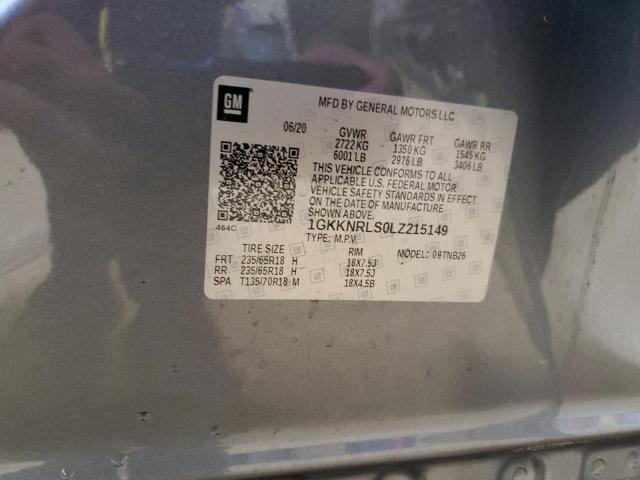 GM
MFD BY GENERAL MOTORS LLC
06/20 GVWR GAWR FRT GAWR RR
2722 KG 1350 KG 1545 KG
6001 LB 2976 LB 3406 LB
THIS VEHICLE CONFORMS TO ALL
APPLICABLE U.S. FEDERAL MOTOR
VEHICLE SAFETY STANDARDS IN EFFECT
ON THE DATE OF MANUFACTURE
SHOWN ABOVE.
464C 1GKKNRLS0LZ215149
TYPE: M.P.V. MODEL: 09TNB26
TIRE SIZE RIM
FRT 235/65R18 H 18X7.5J
RR 235/65R18 H 18X7.5J
SPA T135/70R18 M 18X4.5B